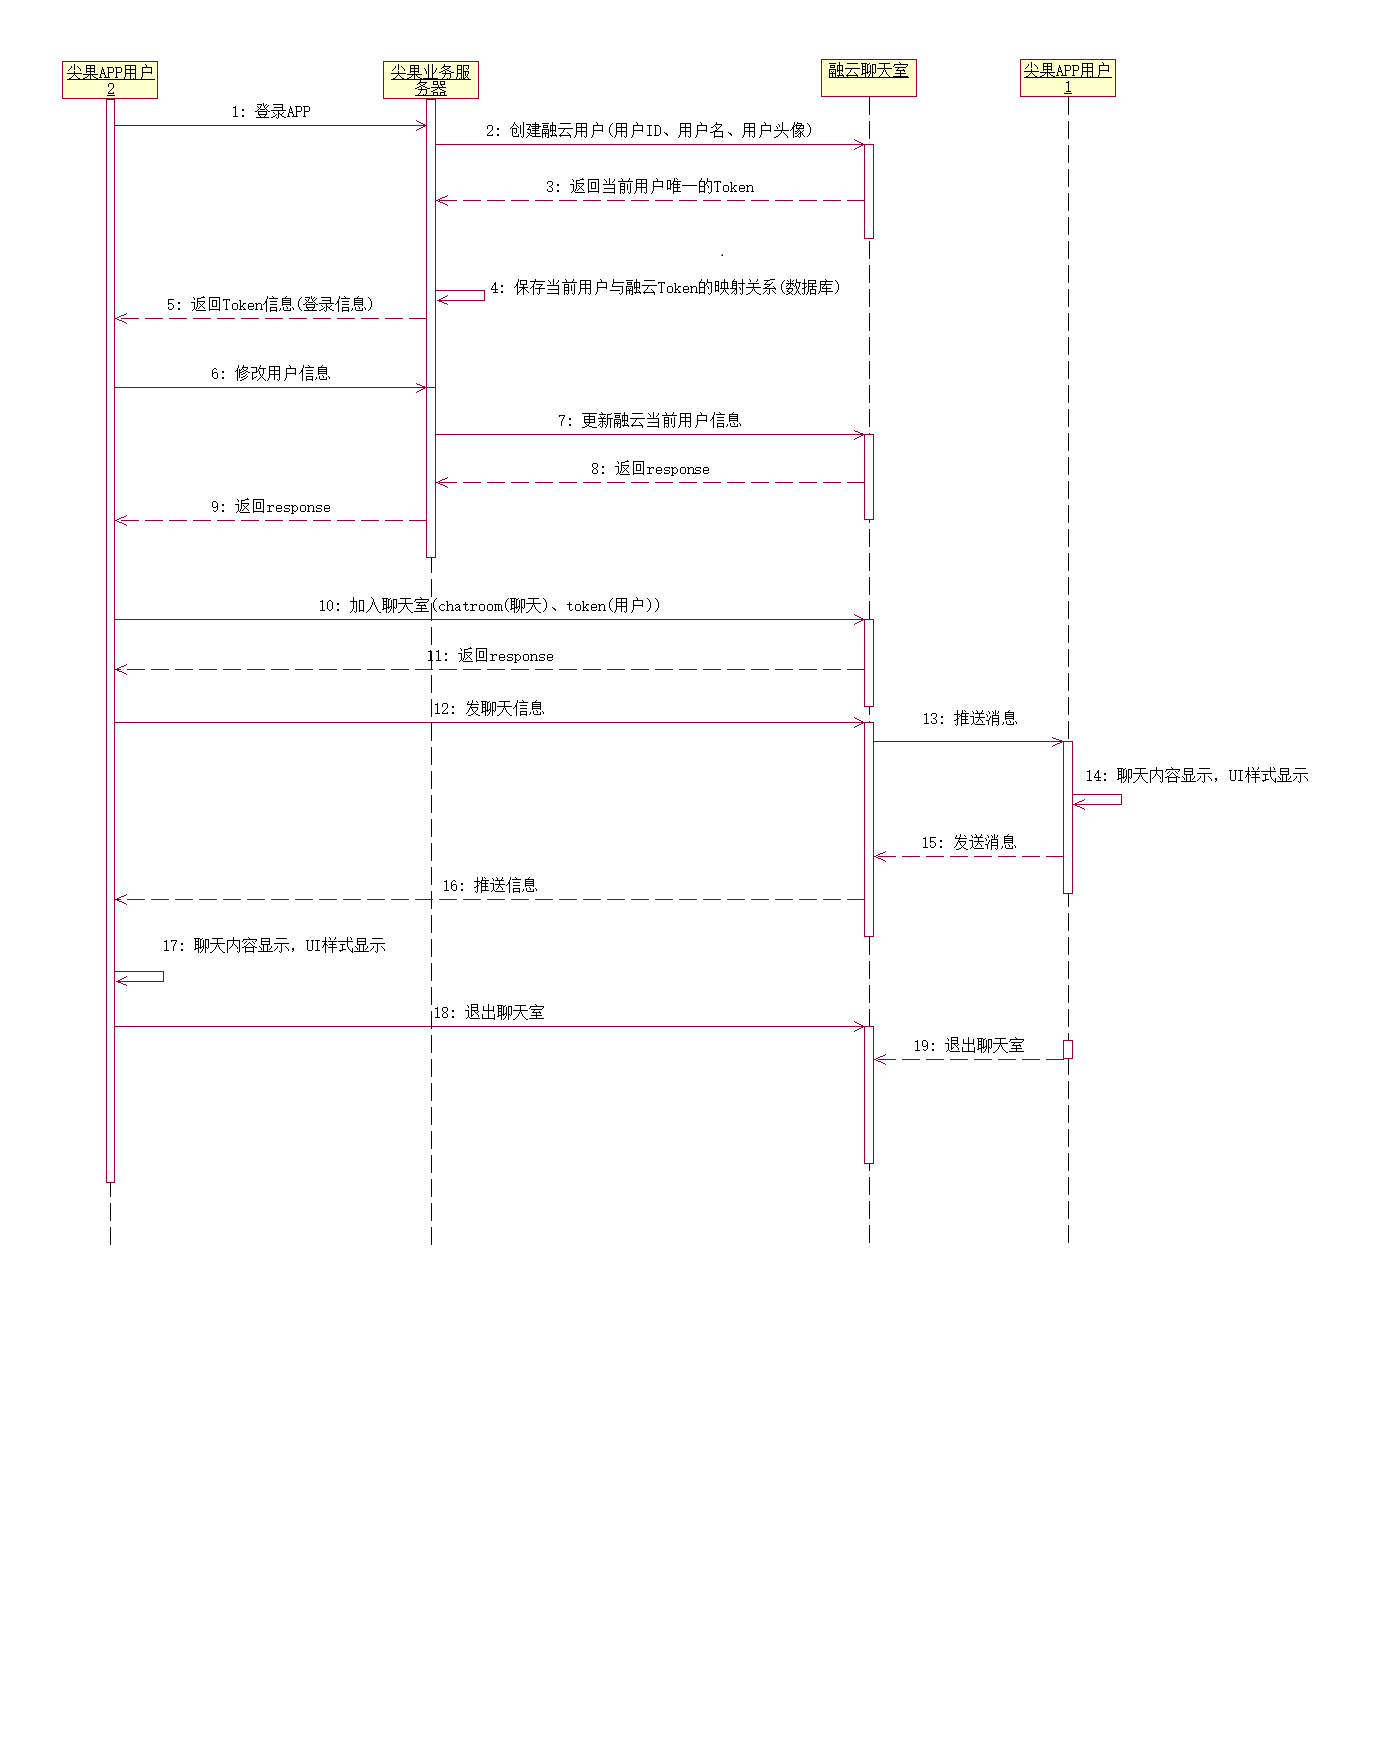 尖果APP用户
2
尖果业务服
务器
融云聊天室
尖果APP用户
1
1: 登录APP
2: 创建融云用户(用户ID、用户名、用户头像)
3: 返回当前用户唯一的Token
4: 保存当前用户与融云Token的映射关系(数据库)
5: 返回Token信息(登录信息)
6: 修改用户信息
7: 更新融云当前用户信息
8: 返回response
9: 返回response
10: 加入聊天室(chatroom(聊天)、token(用户))
11: 返回response
12: 发聊天信息
13: 推送消息
14: 聊天内容显示，UI样式显示
15: 发送消息
16: 推送信息
17: 聊天内容显示，UI样式显示
18: 退出聊天室
19: 退出聊天室